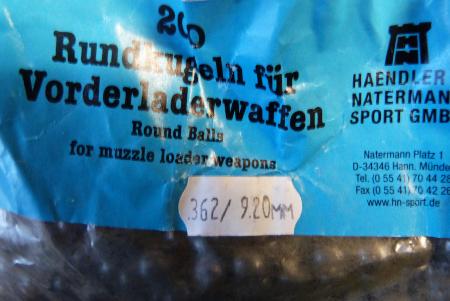 200
Rundkugeln für
Vorderladerwaffen
Round Balls
for muzzle loader weapons
.362/ 9.20MM
HAENDLER
NATERMAN
SPORT GMB
Natermann Platz 1
D-34346 Hann. Münde
Tel. (0 55 41) 70 44 28
Fax (0 55 41) 70 42 26
www.hn-sport.de